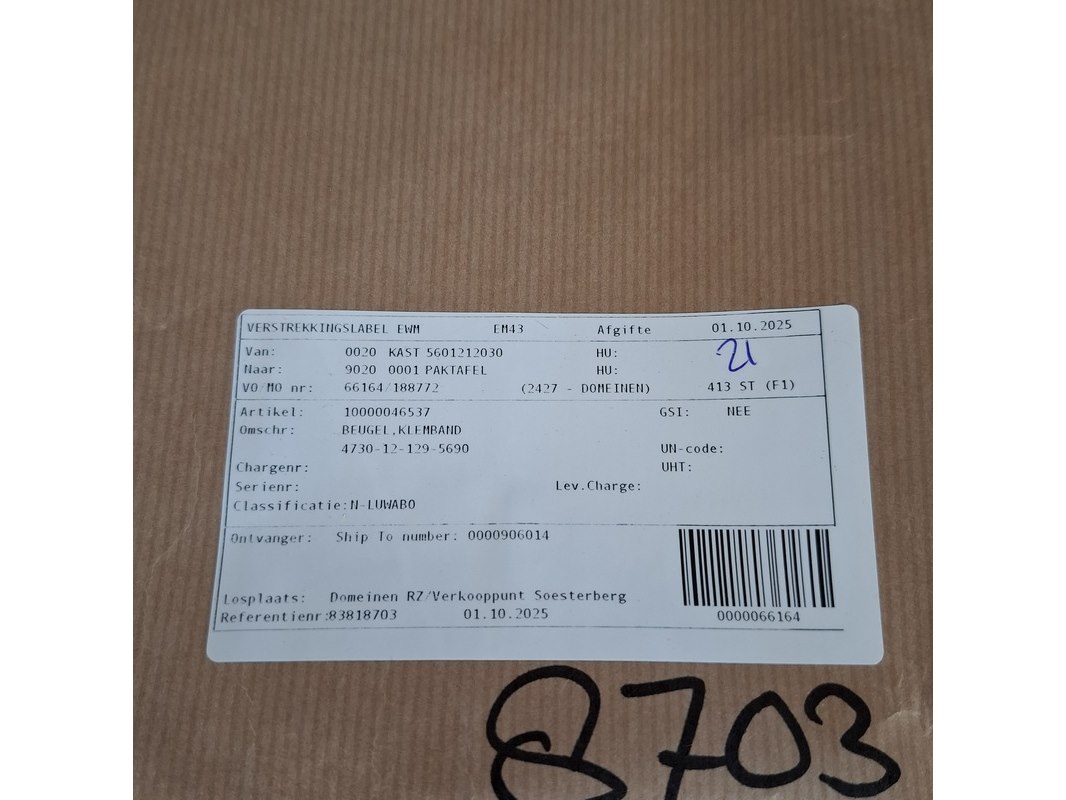 VERSTREKKINGSLABEL EWM EM43 Afgifte 01.10.2025
Van: 0020 KAST 5601212030 HU: 21
Naar: 9020 0001 PAKTAFEL HU:
VO/MO nr: 66164/188772 (2427 - DOMEINEN) 413 ST (F1)
Artikel: 10000046537 GSI: NEE
Omschr: BEUGEL,KLEMBAND
4730-12-129-5690 UN-code:
Chargenr: UHT:
Serienr: Lev.Charge:
Classificatie:N-LUWABO
Ontvanger: Ship To number: 0000906014
Losplaats: Domeinen RZ/Verkooppunt Soesterberg
Referentienr:83818703 01.10.2025 0000066164
8703